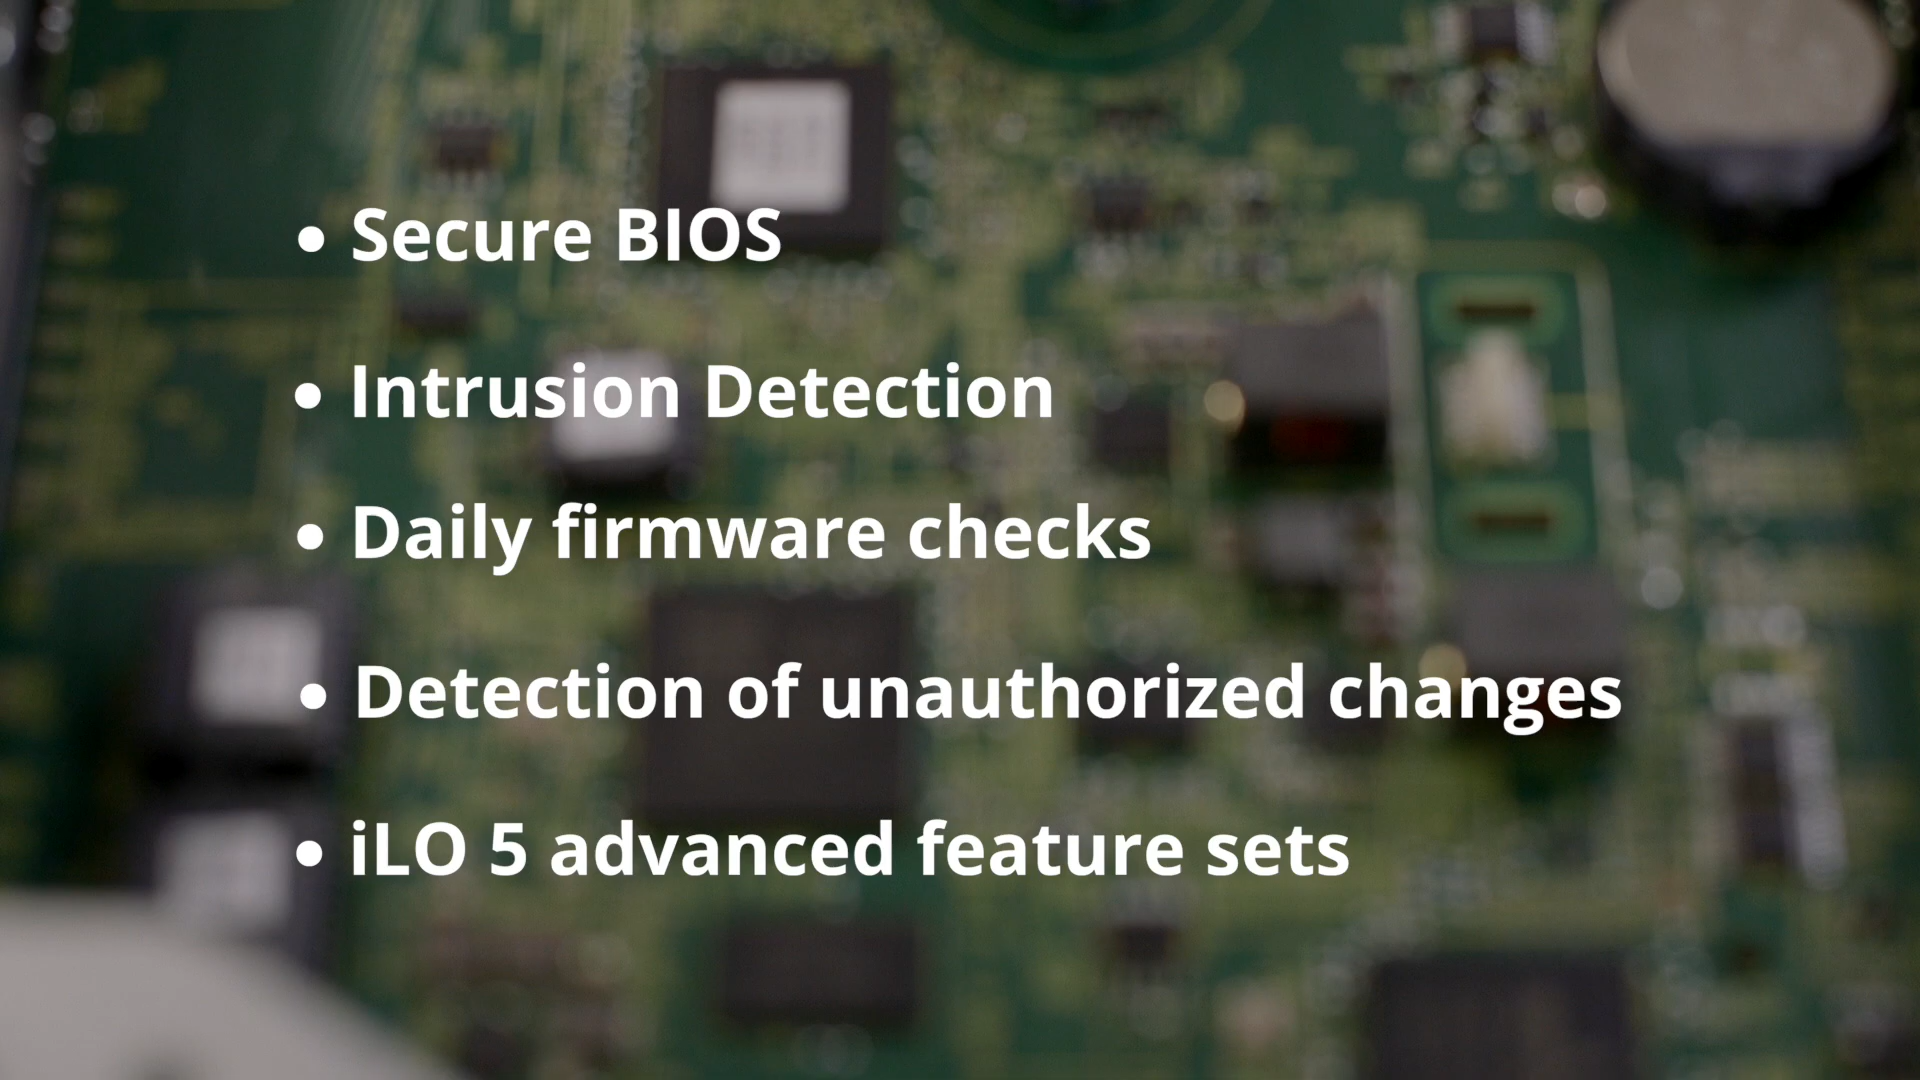 • Secure BIOS
• Intrusion Detection
• Daily firmware checks
• Detection of unauthorized changes
• iLO 5 advanced feature sets